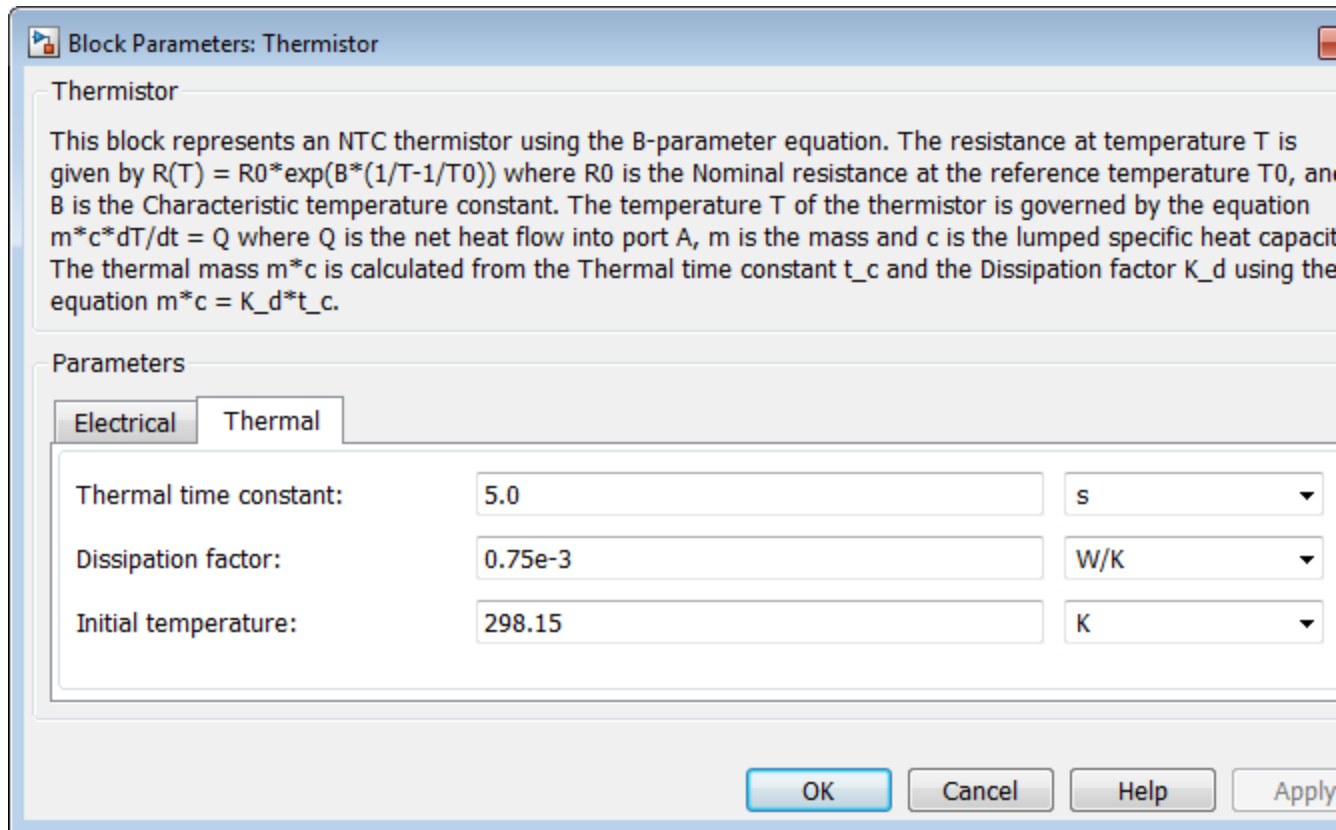 Block Parameters: Thermistor
Thermistor
This block represents an NTC thermistor using the B-parameter equation. The resistance at temperature T is
given by R(T) = R0*exp(B*(1/T-1/T0)) where R0 is the Nominal resistance at the reference temperature T0, and
B is the Characteristic temperature constant. The temperature T of the thermistor is governed by the equation
m*c*dT/dt = Q where Q is the net heat flow into port A, m is the mass and c is the lumped specific heat capacit
The thermal mass m*c is calculated from the Thermal time constant t_c and the Dissipation factor K_d using the
equation m*c = K_d*t_c.
Parameters
Electrical Thermal
Thermal time constant: 5.0 s
Dissipation factor: 0.75e-3 W/K
Initial temperature: 298.15 K
OK Cancel Help Apply